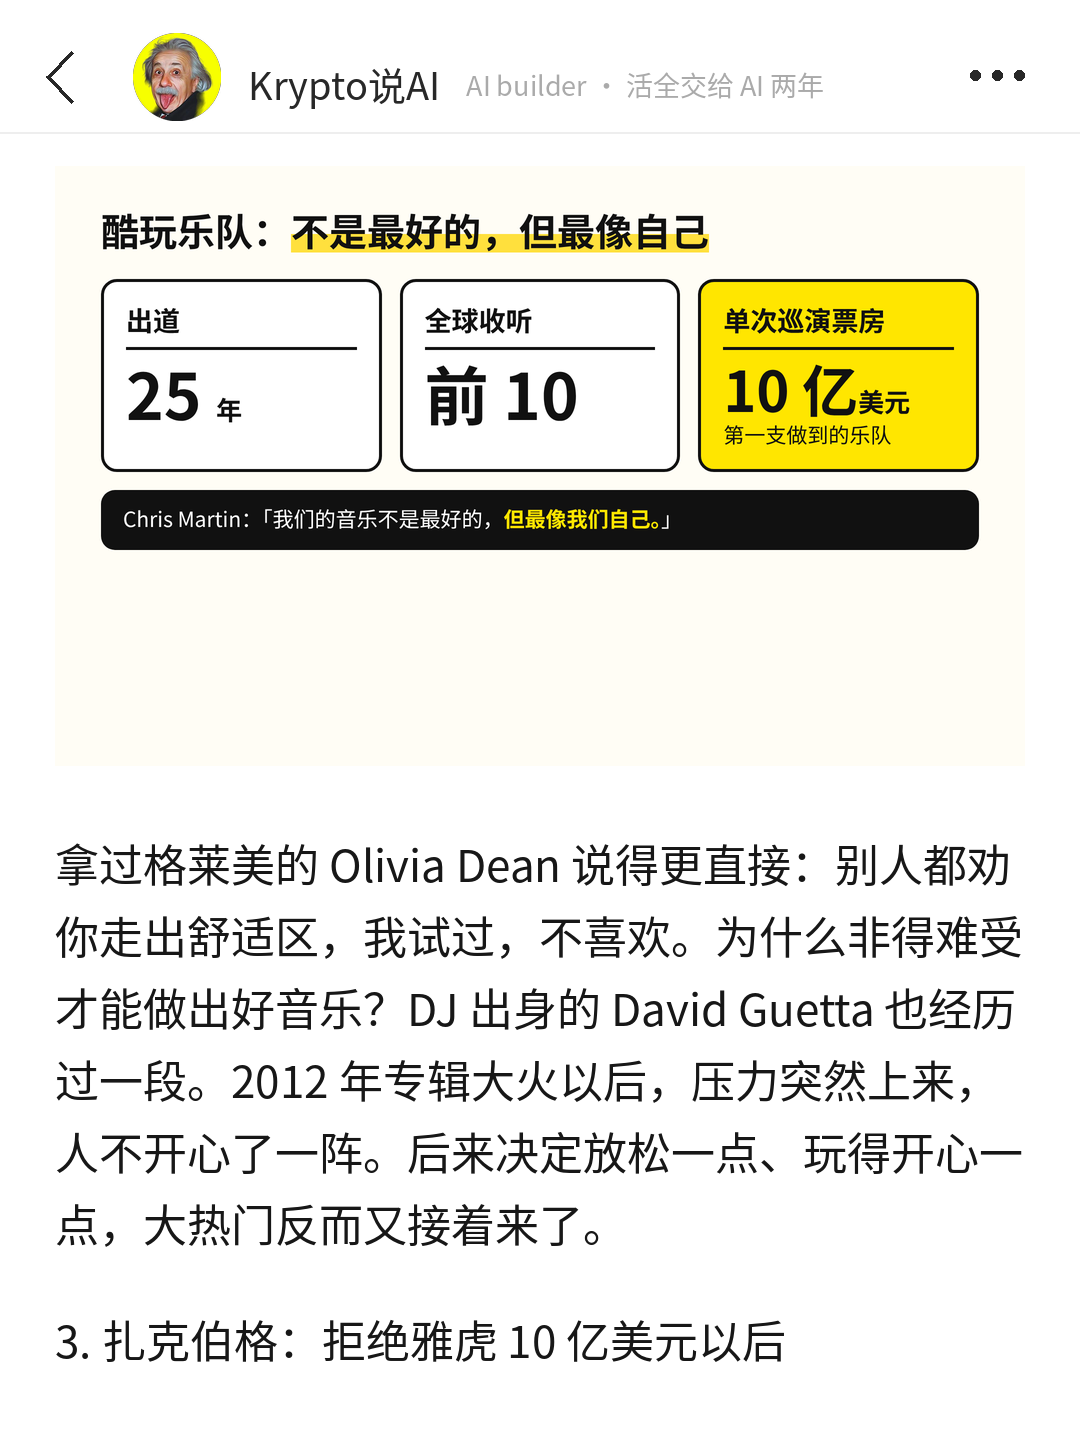 Krypto说AI AI builder · 活全交给 AI 两年
酷玩乐队：不是最好的，但最像自己
出道
25 年
全球收听
前 10
单次巡演票房
10 亿美元
第一支做到的乐队
Chris Martin：「我们的音乐不是最好的，但最像我们自己。」
拿过格莱美的 Olivia Dean 说得更直接：别人都劝
你走出舒适区，我试过，不喜欢。为什么非得难受
才能做出好音乐？DJ 出身的 David Guetta 也经历
过一段。2012 年专辑大火以后，压力突然上来，
人不开心了一阵。后来决定放松一点、玩得开心一
点，大热门反而又接着来了。
3. 扎克伯格：拒绝雅虎 10 亿美元以后